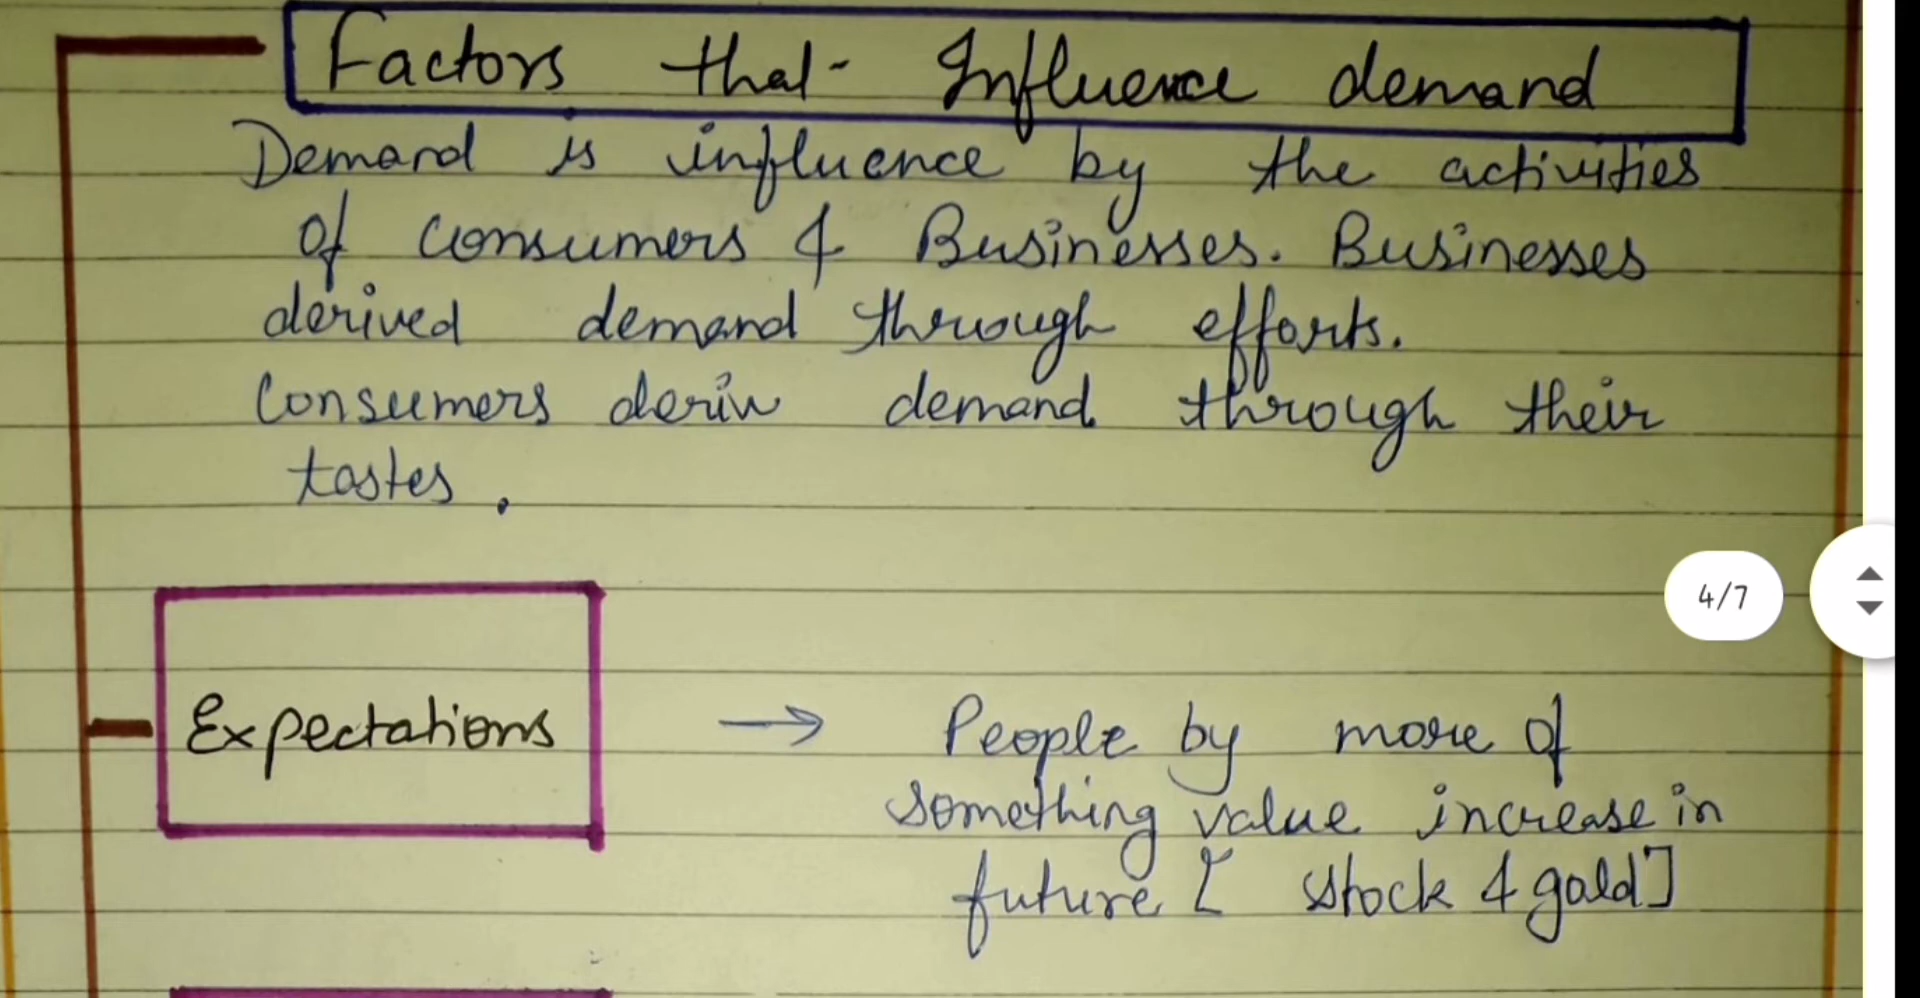 Factors that Influence demand
Demand is influence by the activities
of consumers & Businesses. Businesses
derived demand through efforts.
Consumers deriv demand through their
tastes.
Expectations → People by more of
something value increase in
future [ stock & gold ]
4/7